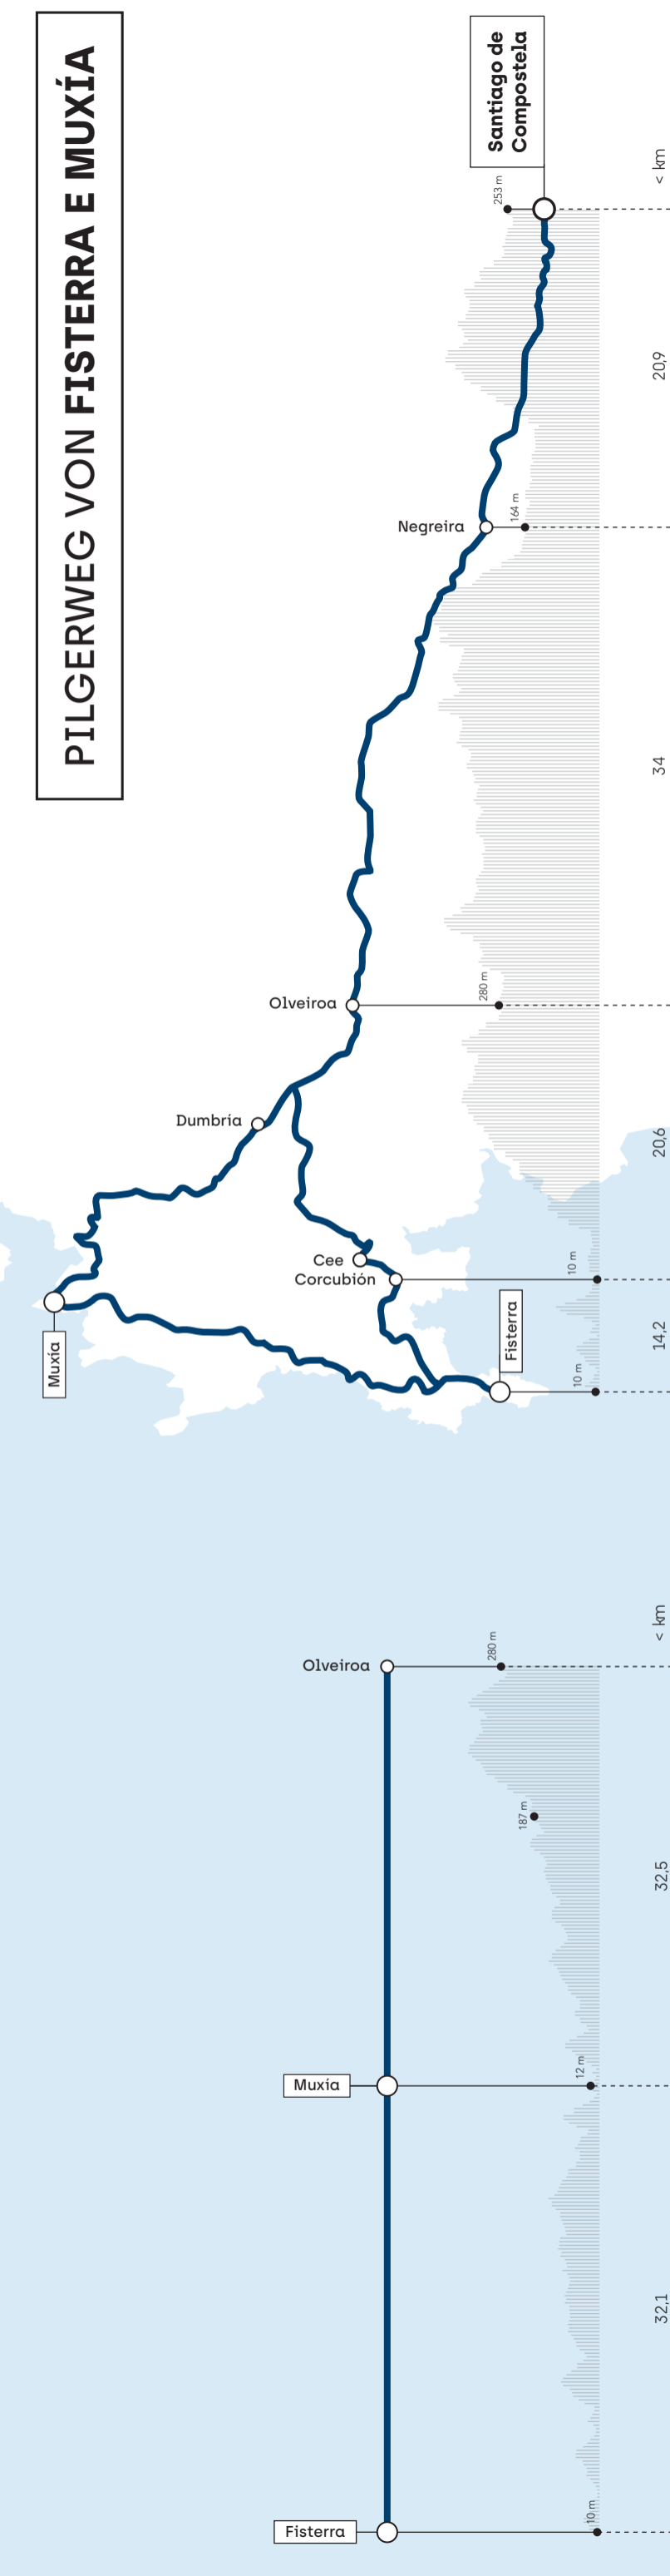 PILGERWEG VON FISTERRA E MUXÍA
Santiago de
Compostela
< km
253 m
20,9
Negreira
164 m
34
Olveiroa
280 m
Dumbría
20,6
Cee
Corcubión
10 m
Muxía
Fisterra
14,2
10 m
< km
Olveiroa
280 m
187 m
32,5
Muxía
12 m
32,1
Fisterra
10 m